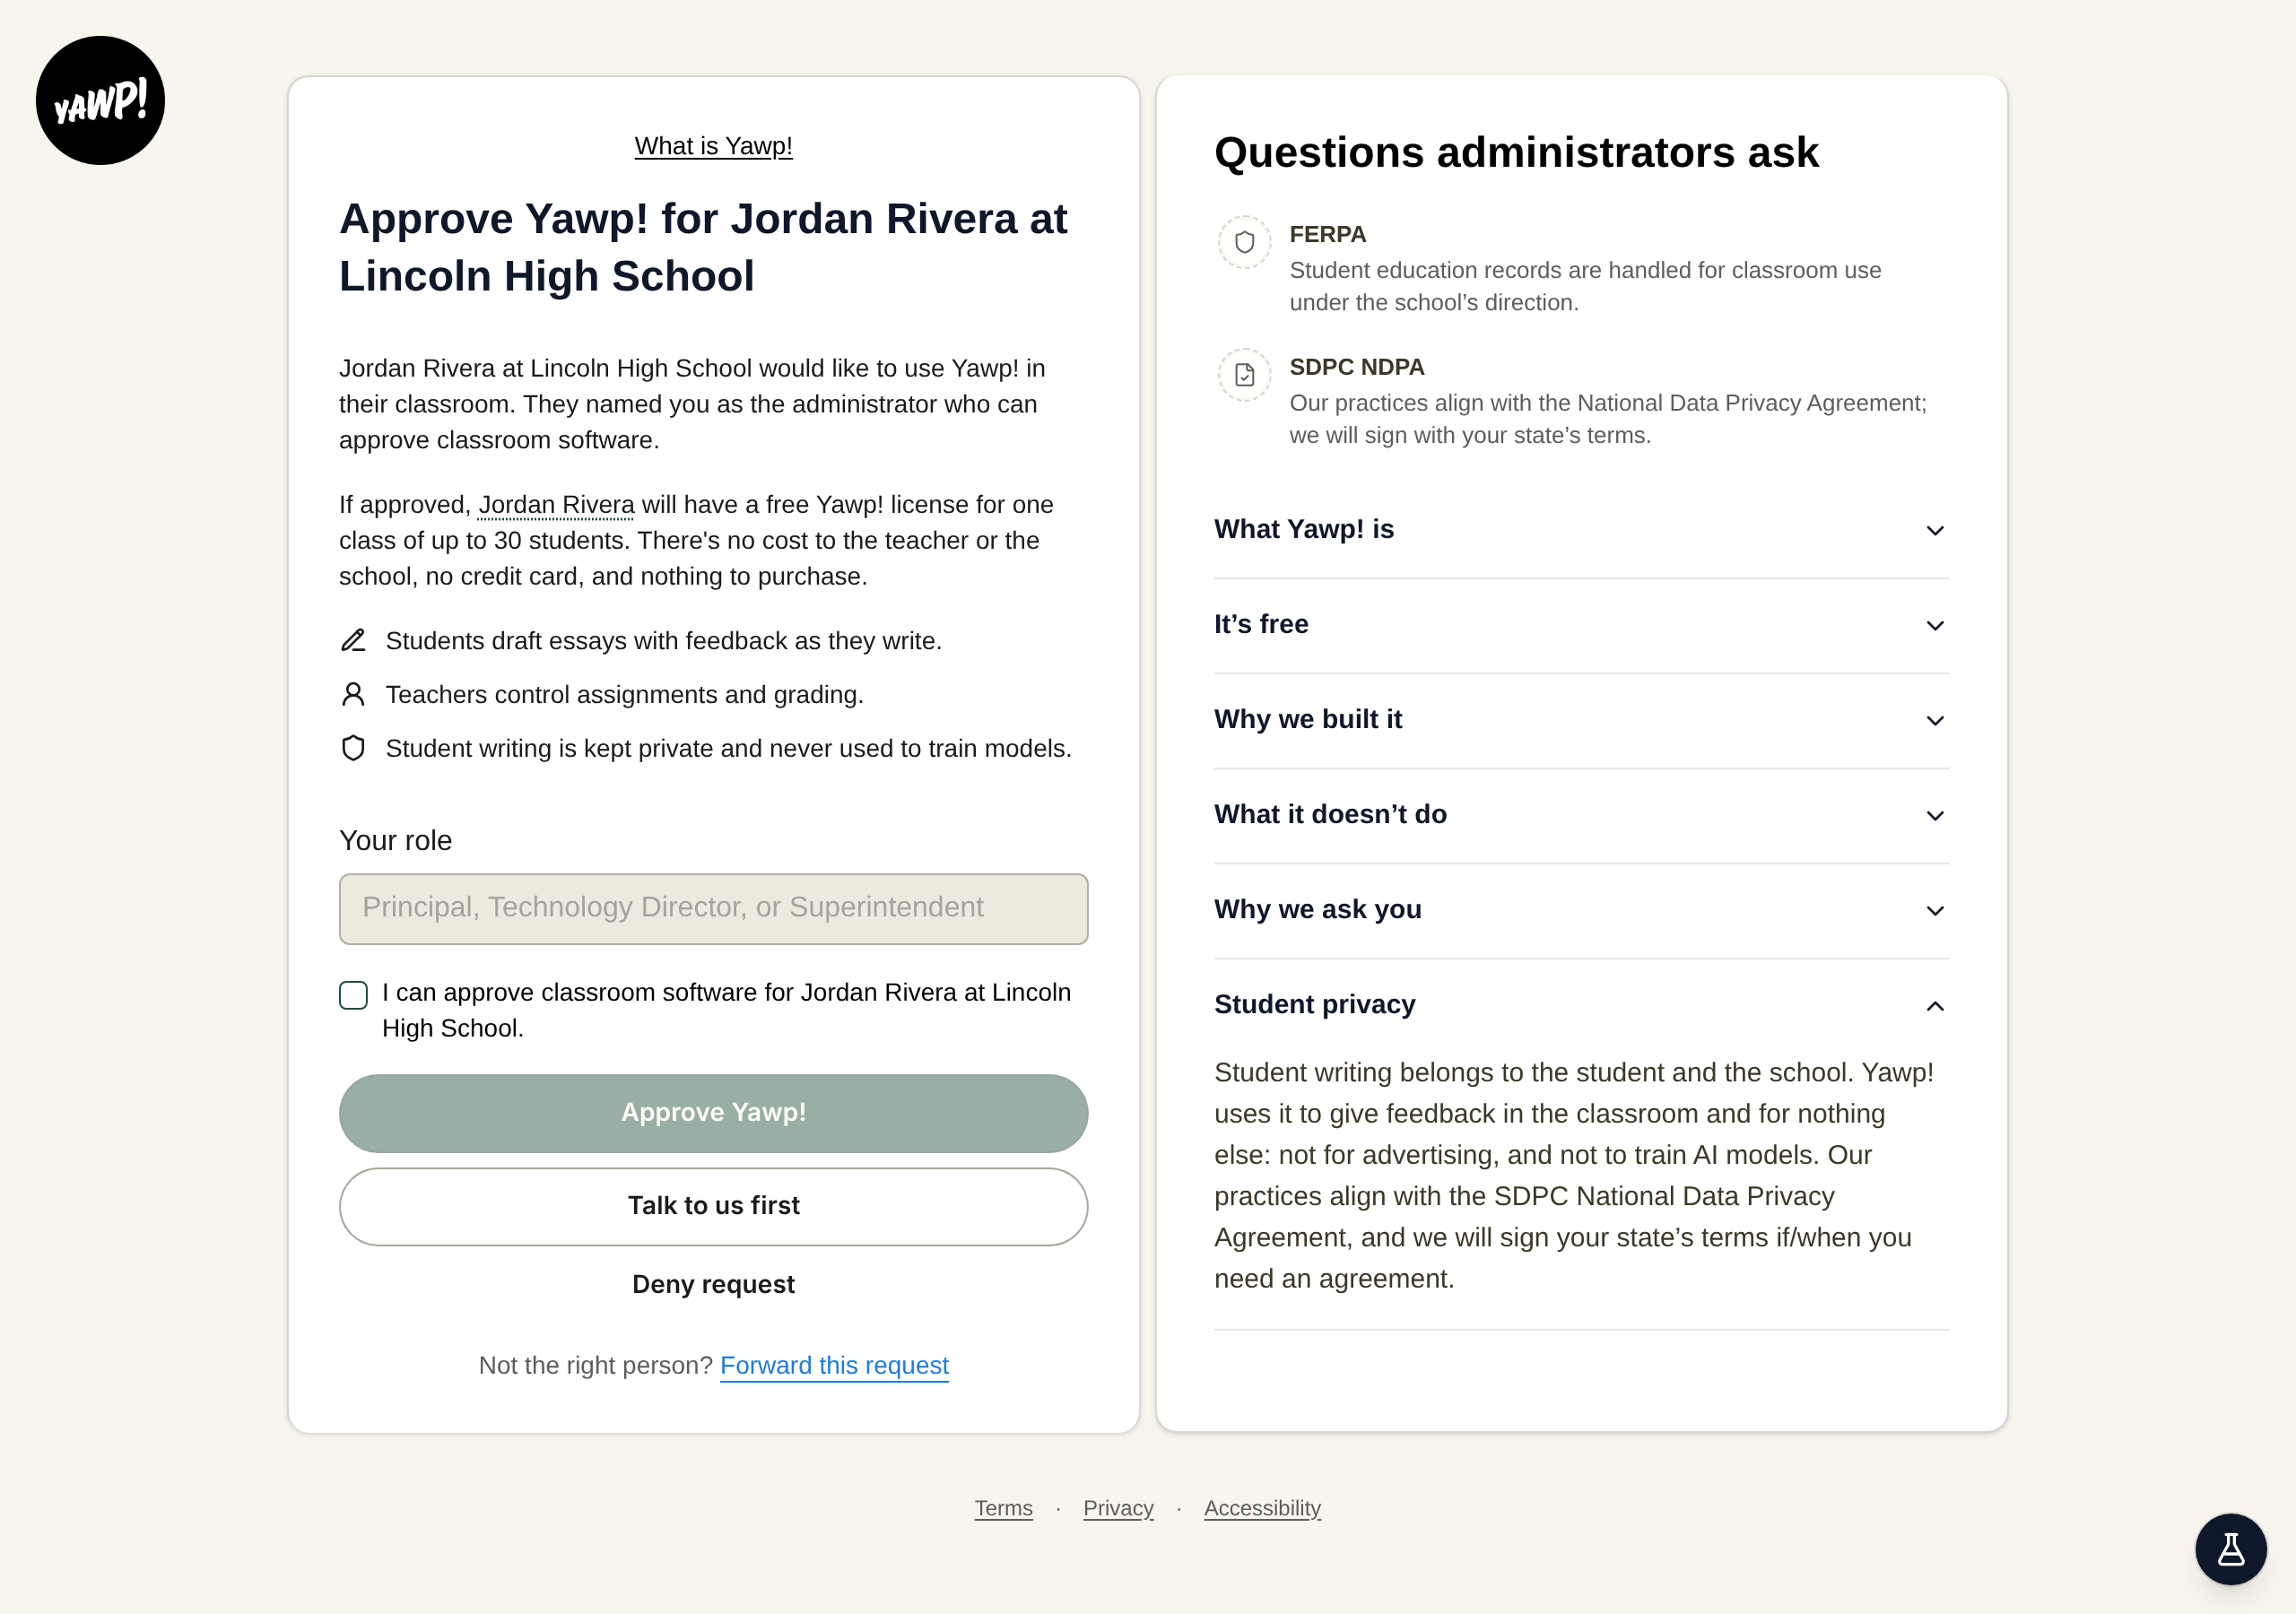 YAWP!
What is Yawp!
Approve Yawp! for Jordan Rivera at
Lincoln High School
Jordan Rivera at Lincoln High School would like to use Yawp! in
their classroom. They named you as the administrator who can
approve classroom software.
If approved, Jordan Rivera will have a free Yawp! license for one
class of up to 30 students. There's no cost to the teacher or the
school, no credit card, and nothing to purchase.
Students draft essays with feedback as they write.
Teachers control assignments and grading.
Student writing is kept private and never used to train models.
Your role
Principal, Technology Director, or Superintendent
I can approve classroom software for Jordan Rivera at Lincoln
High School.
Approve Yawp!
Talk to us first
Deny request
Not the right person? Forward this request
Questions administrators ask
FERPA
Student education records are handled for classroom use
under the school’s direction.
SDPC NDPA
Our practices align with the National Data Privacy Agreement;
we will sign with your state’s terms.
What Yawp! is
It’s free
Why we built it
What it doesn’t do
Why we ask you
Student privacy
Student writing belongs to the student and the school. Yawp!
uses it to give feedback in the classroom and for nothing
else: not for advertising, and not to train AI models. Our
practices align with the SDPC National Data Privacy
Agreement, and we will sign your state’s terms if/when you
need an agreement.
Terms · Privacy · Accessibility